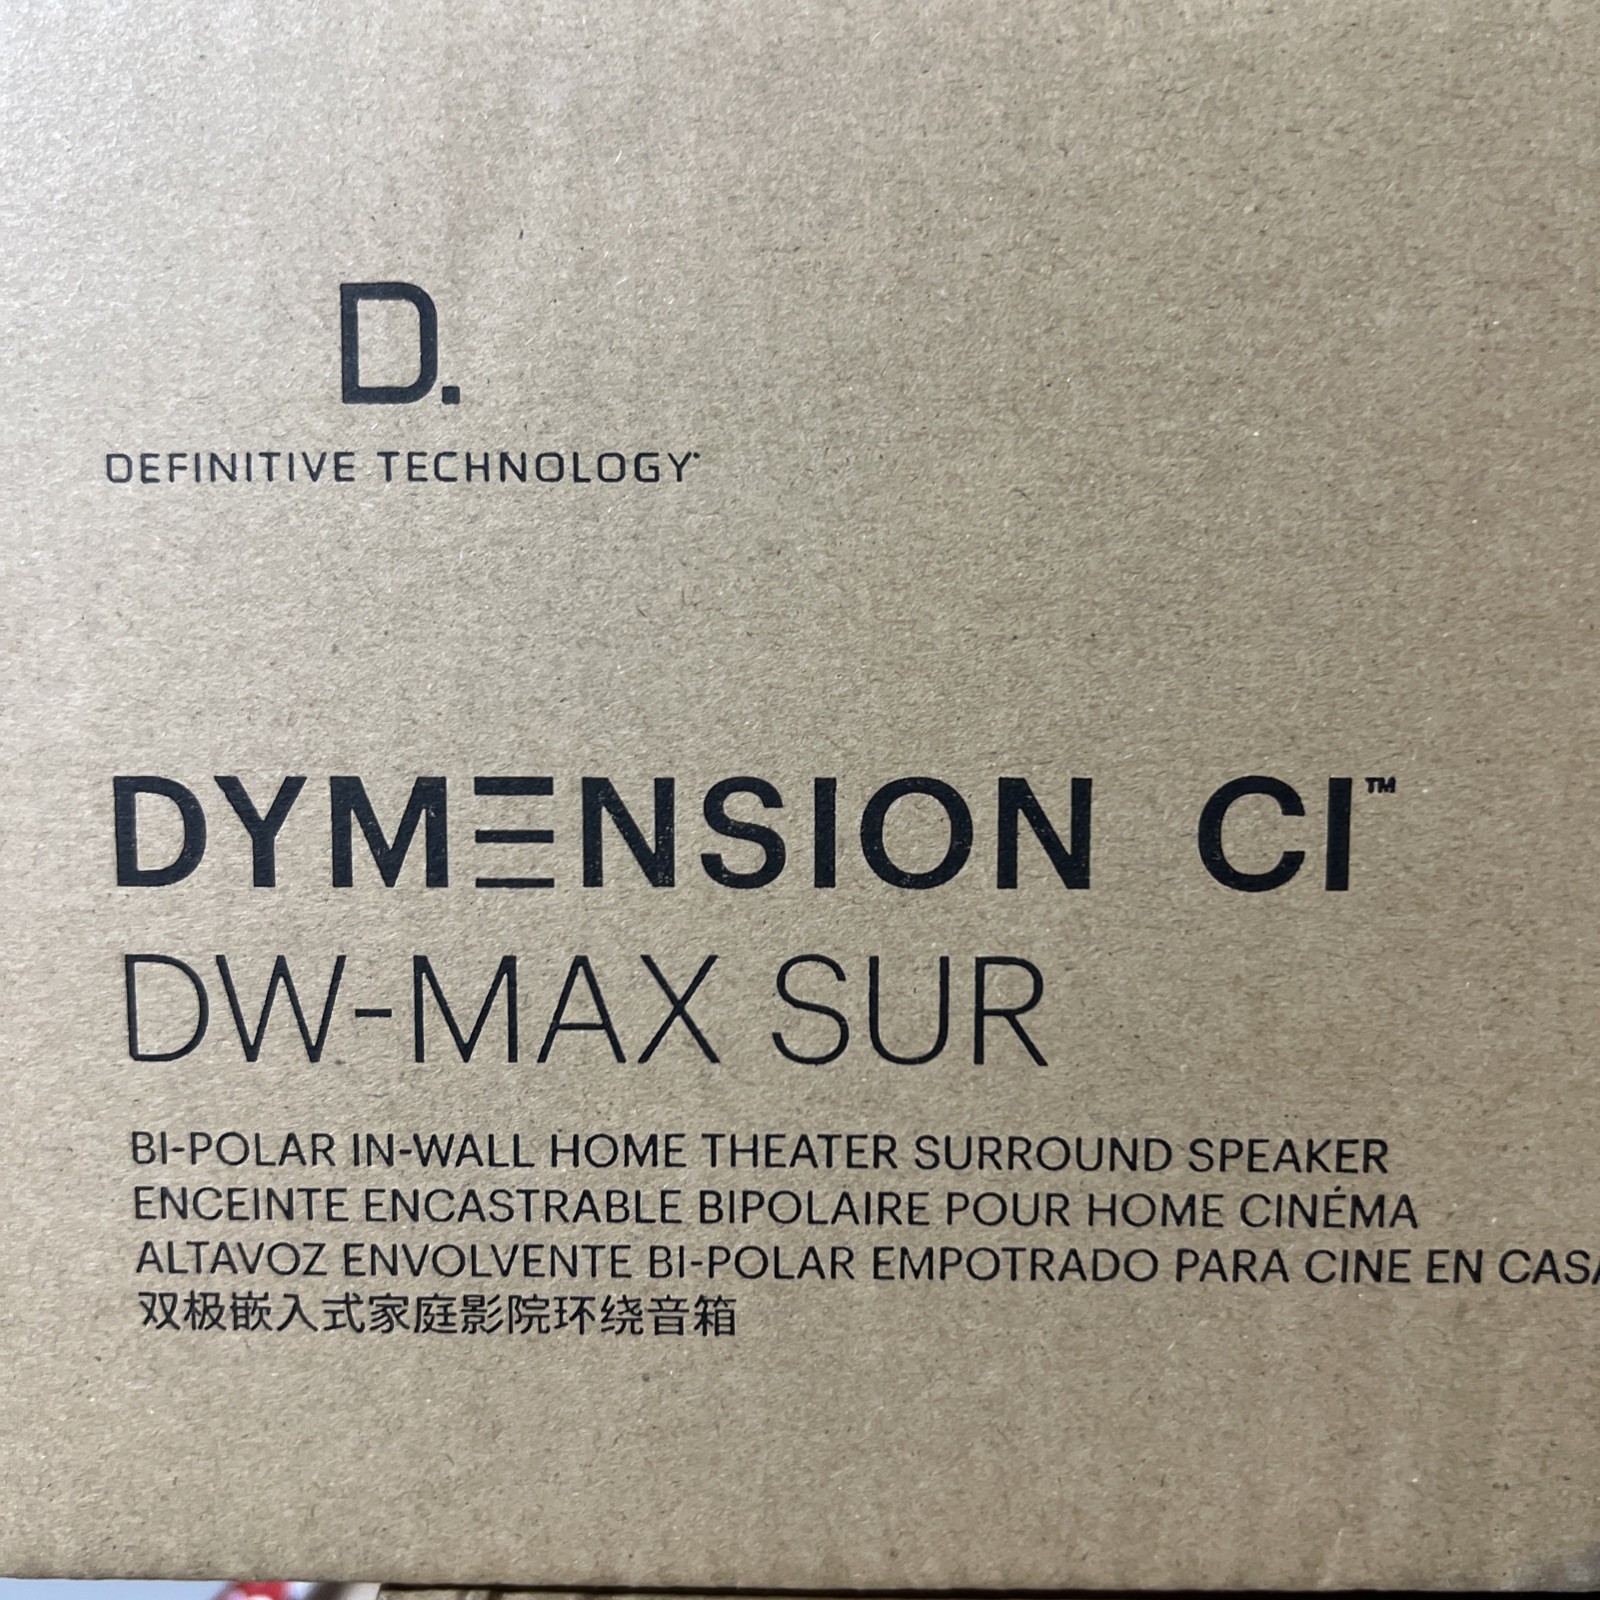 D.
DEFINITIVE TECHNOLOGY
DYMENSION CI™
DW-MAX SUR
BI-POLAR IN-WALL HOME THEATER SURROUND SPEAKER
ENCEINTE ENCASTRABLE BIPOLAIRE POUR HOME CINÉMA
ALTAVOZ ENVOLVENTE BI-POLAR EMPOTRADO PARA CINE EN CASA
双极嵌入式家庭影院环绕音箱